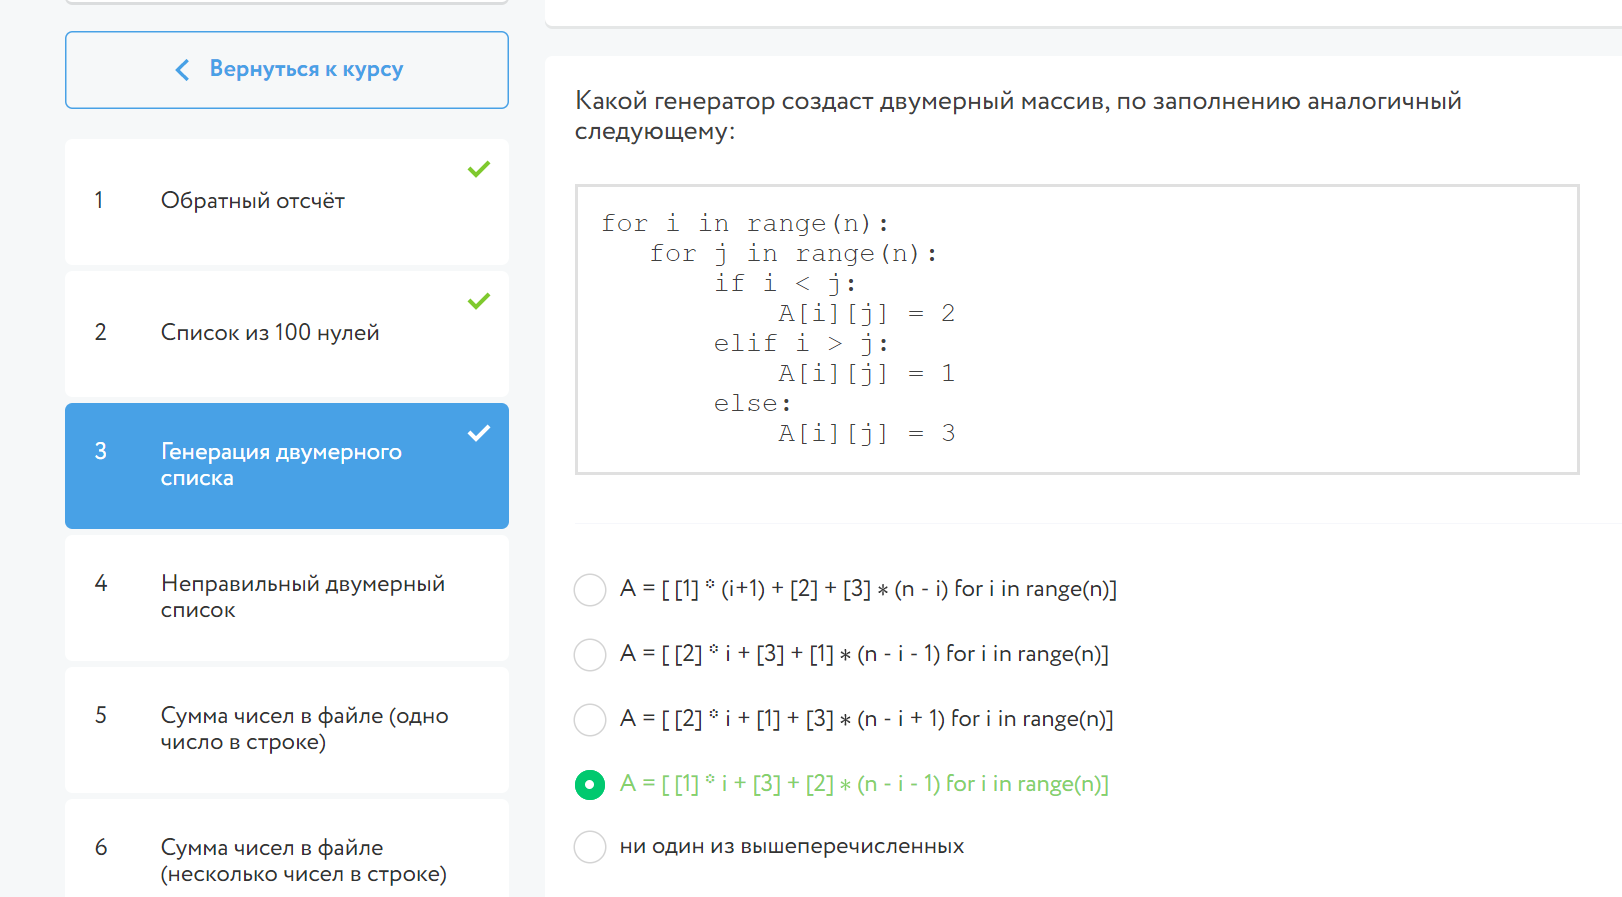 Вернуться к курсу
1 Обратный отсчёт
2 Список из 100 нулей
3 Генерация двумерного
списка
4 Неправильный двумерный
список
5 Сумма чисел в файле (одно
число в строке)
6 Сумма чисел в файле
(несколько чисел в строке)
Какой генератор создаст двумерный массив, по заполнению аналогичный
следующему:
for i in range(n):
   for j in range(n):
       if i < j:
           A[i][j] = 2
       elif i > j:
           A[i][j] = 1
       else:
           A[i][j] = 3
A = [ [1] * (i+1) + [2] + [3] * (n - i) for i in range(n)]
A = [ [2] * i + [3] + [1] * (n - i - 1) for i in range(n)]
A = [ [2] * i + [1] + [3] * (n - i + 1) for i in range(n)]
A = [ [1] * i + [3] + [2] * (n - i - 1) for i in range(n)]
ни один из вышеперечисленных